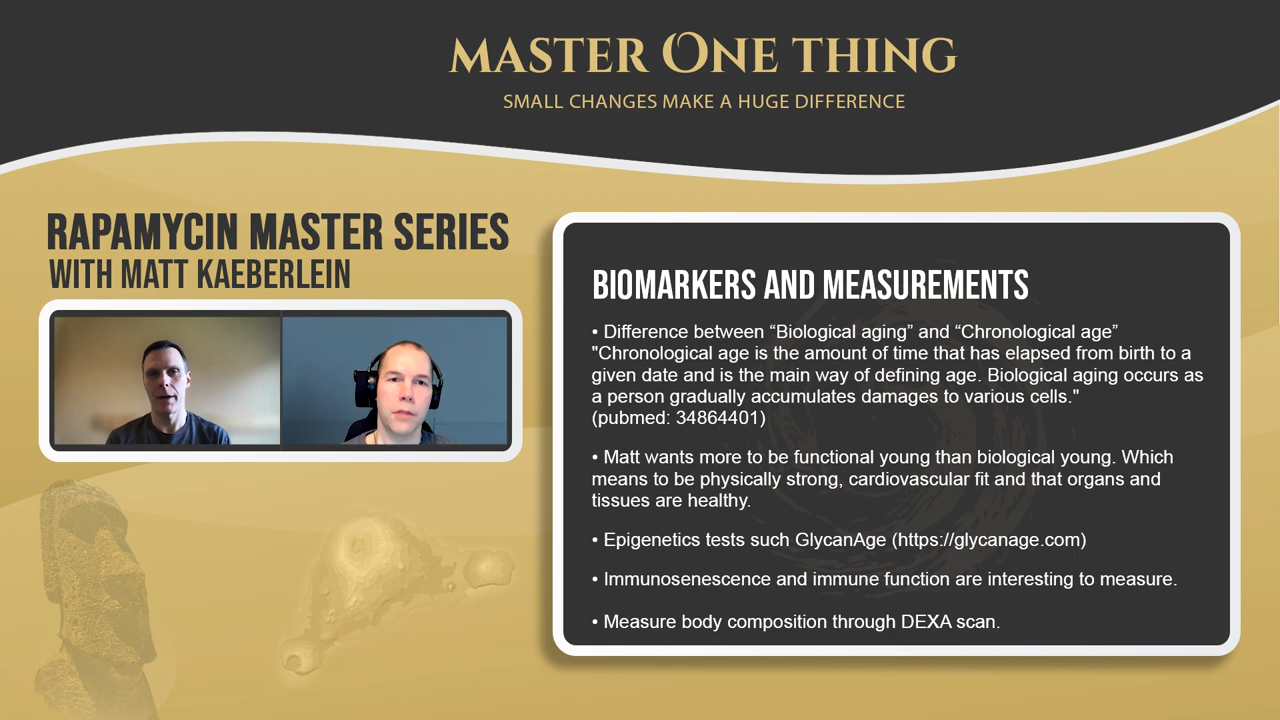 MASTER ONE THING
SMALL CHANGES MAKE A HUGE DIFFERENCE
RAPAMYCIN MASTER SERIES
WITH MATT KAEBERLEIN
BIOMARKERS AND MEASUREMENTS
• Difference between “Biological aging” and “Chronological age”
"Chronological age is the amount of time that has elapsed from birth to a
given date and is the main way of defining age. Biological aging occurs as
a person gradually accumulates damages to various cells."
(pubmed: 34864401)
• Matt wants more to be functional young than biological young. Which
means to be physically strong, cardiovascular fit and that organs and
tissues are healthy.
• Epigenetics tests such GlycanAge (https://glycanage.com)
• Immunosenescence and immune function are interesting to measure.
• Measure body composition through DEXA scan.